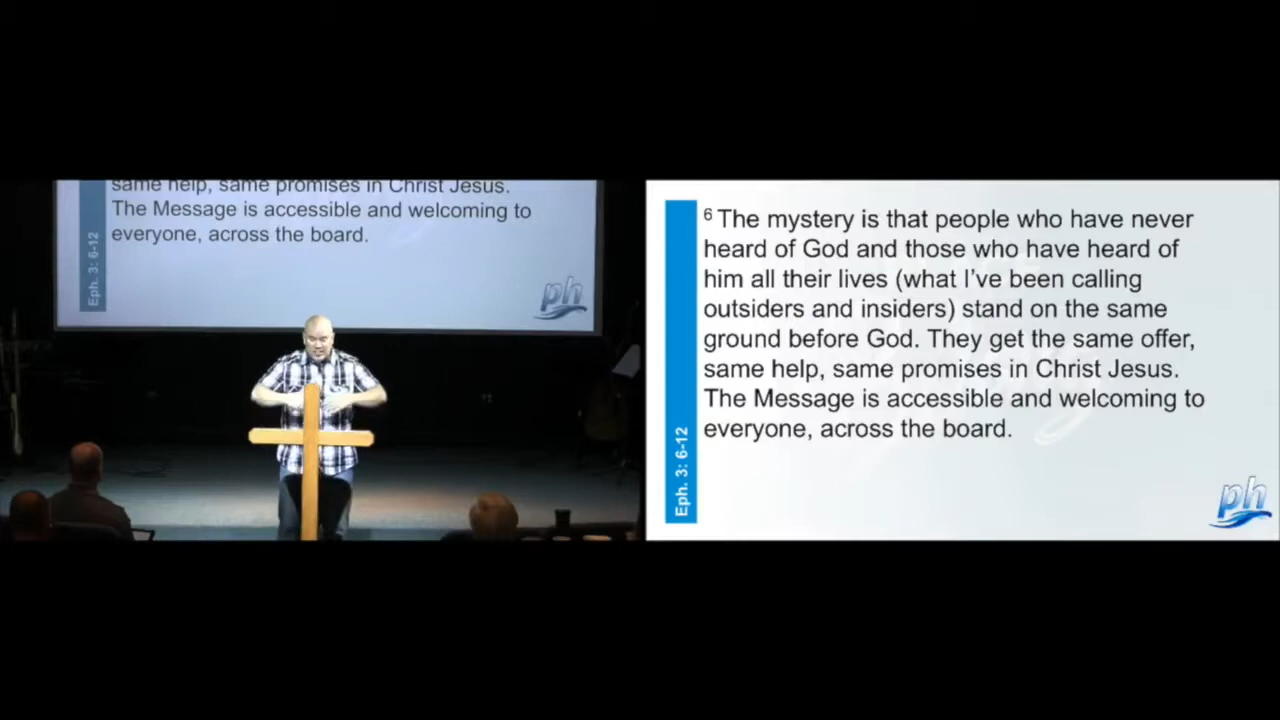 same help, same promises in Christ Jesus.
The Message is accessible and welcoming to
everyone, across the board.
Eph. 3: 6-12
ph
⁶ The mystery is that people who have never
heard of God and those who have heard of
him all their lives (what I’ve been calling
outsiders and insiders) stand on the same
ground before God. They get the same offer,
same help, same promises in Christ Jesus.
The Message is accessible and welcoming to
everyone, across the board.
Eph. 3: 6-12
ph